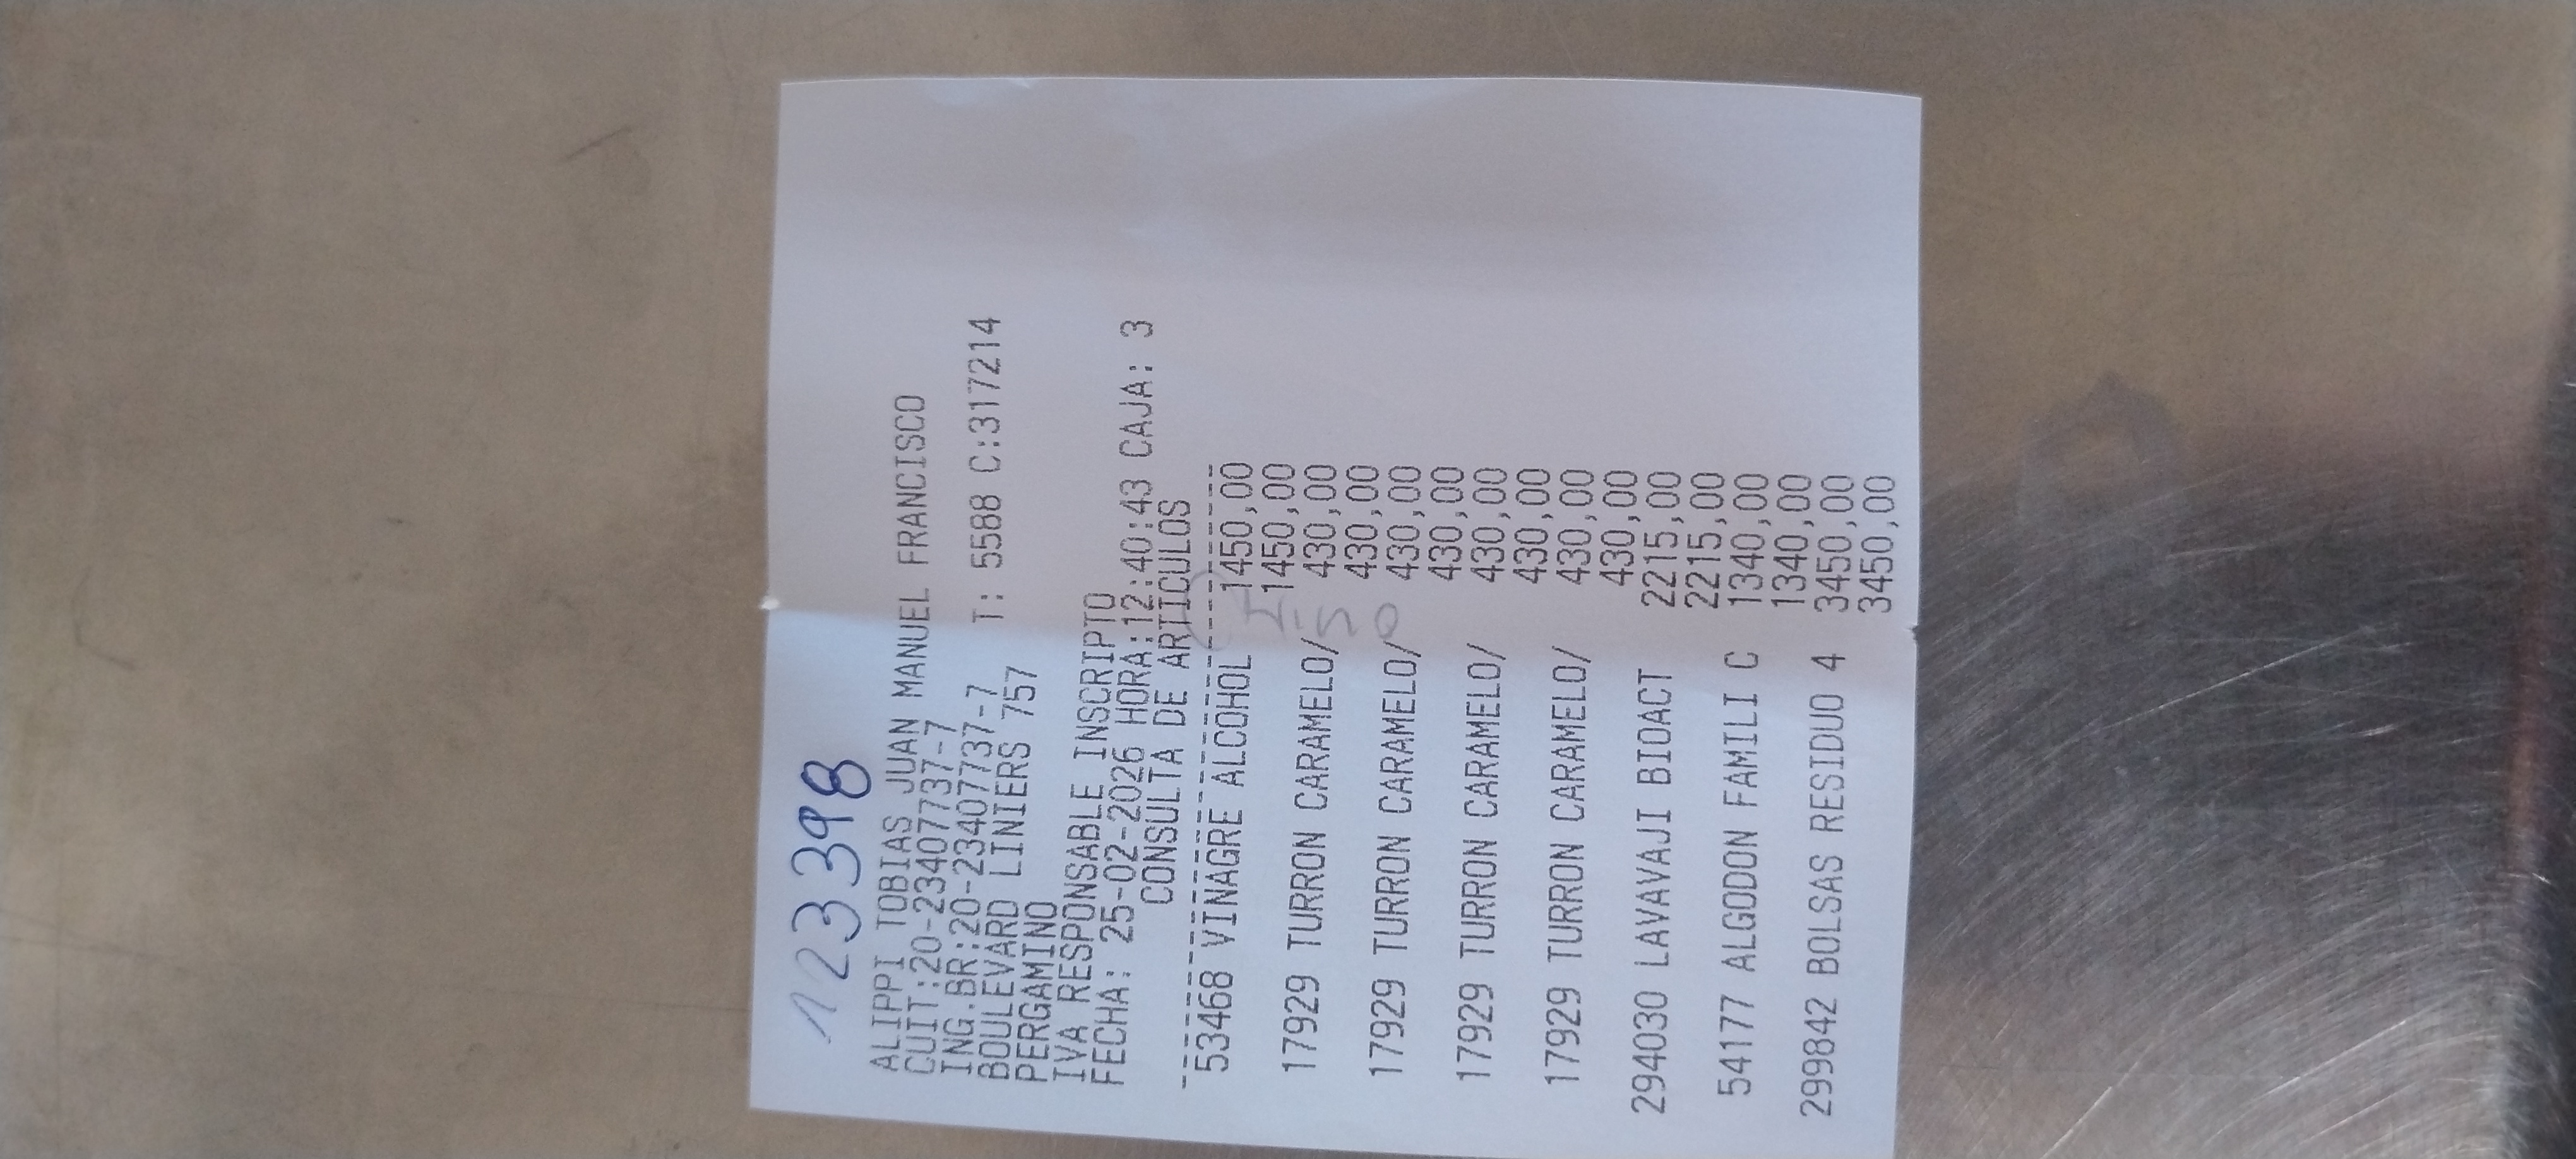 12 3398
ALIPPI TOBIAS JUAN MANUEL FRANCISCO
CUIT:20-23407737-7
ING.BR:20-23407737-7 T: 5588 C:317214
BOULEVARD LINIERS 757
PERGAMINO
IVA RESPONSABLE INSCRIPTO
FECHA: 25-02-2026 HORA:12:40:43 CAJA: 3
CONSULTA DE ARTICULOS
53468 VINAGRE ALCOHOL 1450,00
1450,00
17929 TURRON CARAMELO/ 430,00
430,00
17929 TURRON CARAMELO/ 430,00
430,00
17929 TURRON CARAMELO/ 430,00
430,00
17929 TURRON CARAMELO/ 430,00
430,00
294030 LAVAVAJI BIOACT 2215,00
2215,00
54177 ALGODON FAMILI C 1340,00
1340,00
299842 BOLSAS RESIDUO 4 3450,00
3450,00